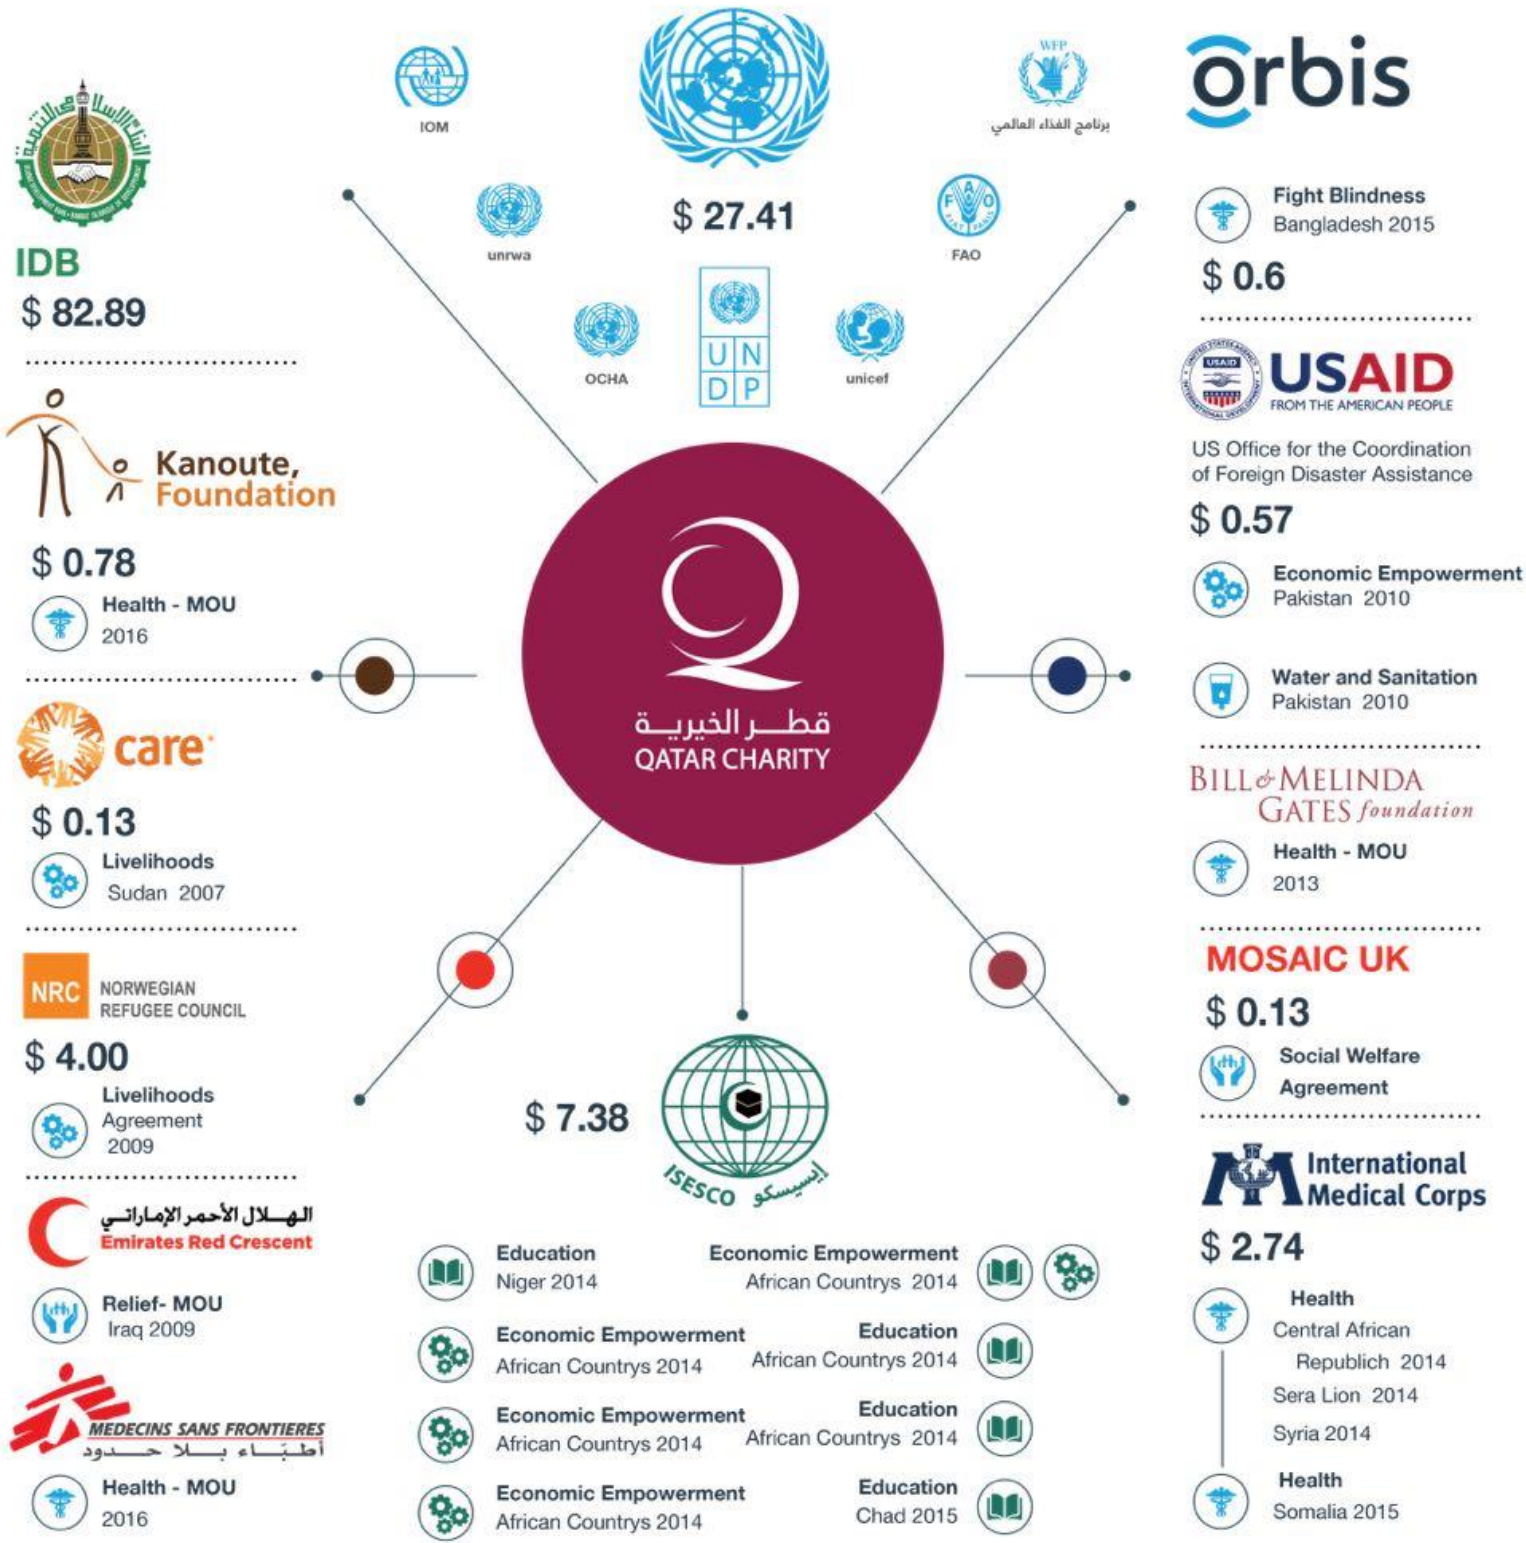 IDB
$ 82.89
Kanoute,
Foundation
$ 0.78
Health - MOU
2016
care
$ 0.13
Livelihoods
Sudan 2007
NRC
NORWEGIAN
REFUGEE COUNCIL
$ 4.00
Livelihoods
Agreement
2009
الهلال الأحمر الإماراتي
Emirates Red Crescent
Relief- MOU
Iraq 2009
MEDECINS SANS FRONTIERES
أطبّاء بلا حدود
Health - MOU
2016
IOM
unrwa
OCHA
$ 27.41
UN
DP
WFP
برنامج الغذاء العالمي
FAO
FAO
unicef
قطر الخيرية
QATAR CHARITY
$ 7.38
ISESCO
إيسيسكو
Education
Niger 2014
Economic Empowerment
African Countrys 2014
Economic Empowerment
African Countrys 2014
Education
African Countrys 2014
Economic Empowerment
African Countrys 2014
Education
African Countrys 2014
Economic Empowerment
African Countrys 2014
Education
Chad 2015
orbis
Fight Blindness
Bangladesh 2015
$ 0.6
USAID
USAID
FROM THE AMERICAN PEOPLE
US Office for the Coordination
of Foreign Disaster Assistance
$ 0.57
Economic Empowerment
Pakistan 2010
Water and Sanitation
Pakistan 2010
BILL & MELINDA
GATES foundation
Health - MOU
2013
MOSAIC UK
$ 0.13
Social Welfare
Agreement
International
Medical Corps
$ 2.74
Health
Central African
Republich 2014
Sera Lion 2014
Syria 2014
Health
Somalia 2015